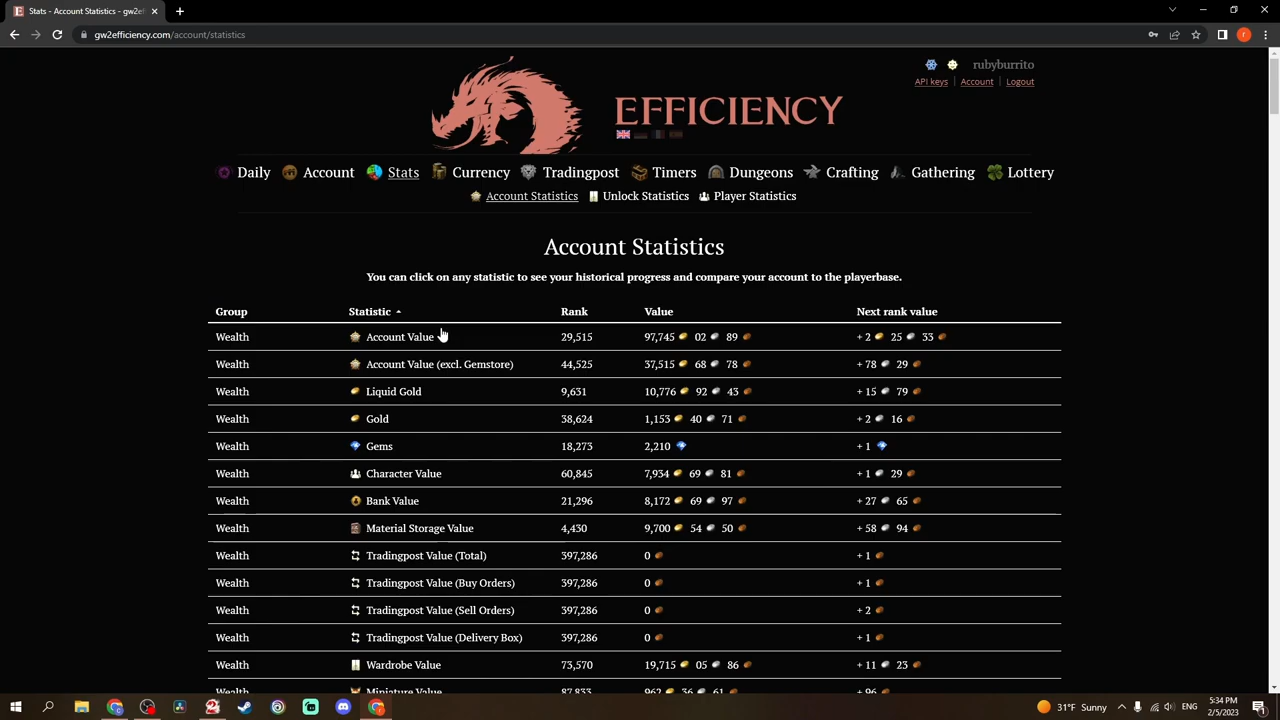 Stats - Account Statistics - gw2ef
gw2efficiency.com/account/statistics
r
rubyburrito
API keys | Account | Logout
EFFICIENCY
Daily Account Stats Currency Tradingpost Timers Dungeons Crafting Gathering Lottery
Account Statistics Unlock Statistics Player Statistics
Account Statistics
You can click on any statistic to see your historical progress and compare your account to the playerbase.
Group Statistic Rank Value Next rank value
Wealth Account Value 29,515 97,745 02 89 + 2 25 33
Wealth Account Value (excl. Gemstore) 44,525 37,515 68 78 + 78 29
Wealth Liquid Gold 9,631 10,776 92 43 + 15 79
Wealth Gold 38,624 1,153 40 71 + 2 16
Wealth Gems 18,273 2,210 + 1
Wealth Character Value 60,845 7,934 69 81 + 1 29
Wealth Bank Value 21,296 8,172 69 97 + 27 65
Wealth Material Storage Value 4,430 9,700 54 50 + 58 94
Wealth Tradingpost Value (Total) 397,286 0 + 1
Wealth Tradingpost Value (Buy Orders) 397,286 0 + 1
Wealth Tradingpost Value (Sell Orders) 397,286 0 + 2
Wealth Tradingpost Value (Delivery Box) 397,286 0 + 1
Wealth Wardrobe Value 73,570 19,715 05 86 + 11 23
Wealth Miniature Value 87,833 962 36 61 + 96
31°F Sunny ENG 5:34 PM
2/5/2023